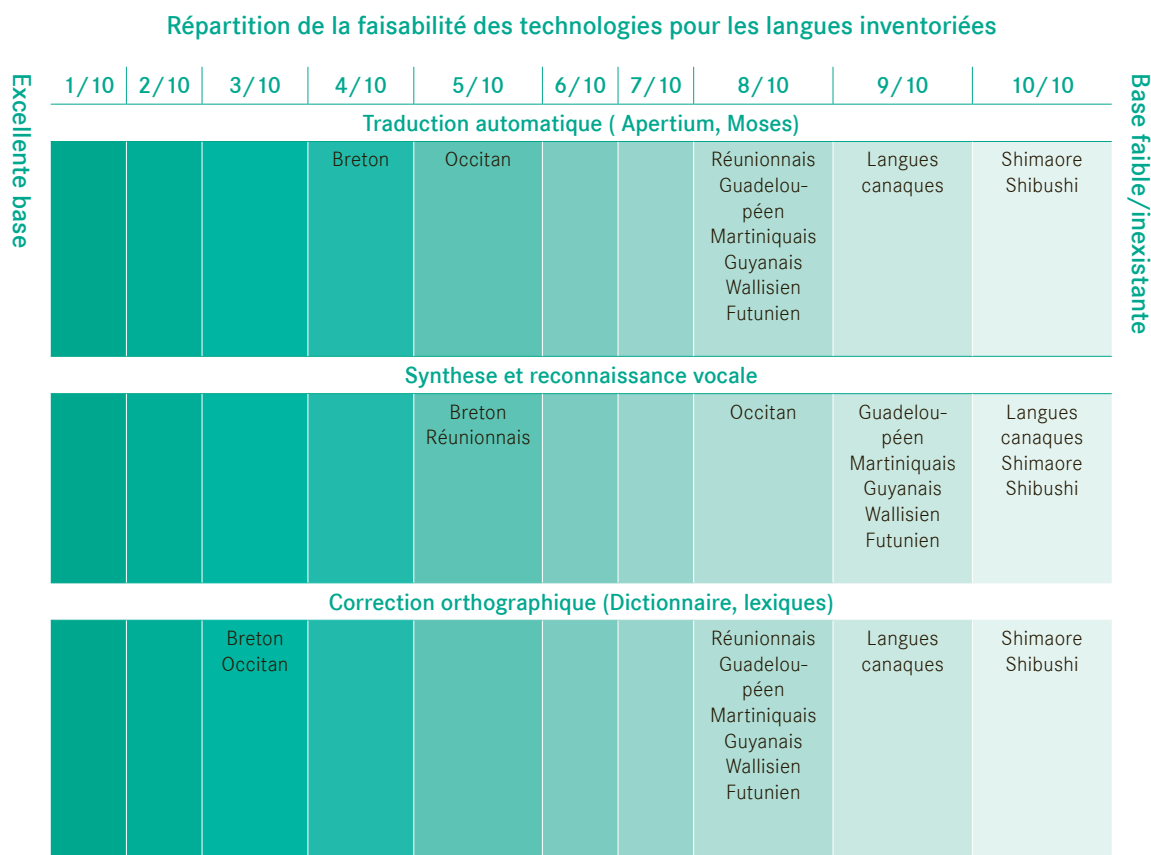 Répartition de la faisabilité des technologies pour les langues inventoriées
Excellente base
1/10 2/10 3/10 4/10 5/10 6/10 7/10 8/10 9/10 10/10
Base faible/inexistante
Traduction automatique ( Apertium, Moses)
Breton
Occitan
Réunionnais
Guadelou-
péen
Martiniquais
Guyanais
Wallisien
Futunien
Langues
canaques
Shimaore
Shibushi
Synthese et reconnaissance vocale
Breton
Réunionnais
Occitan
Guadelou-
péen
Martiniquais
Guyanais
Wallisien
Futunien
Langues
canaques
Shimaore
Shibushi
Correction orthographique (Dictionnaire, lexiques)
Breton
Occitan
Réunionnais
Guadelou-
péen
Martiniquais
Guyanais
Wallisien
Futunien
Langues
canaques
Shimaore
Shibushi